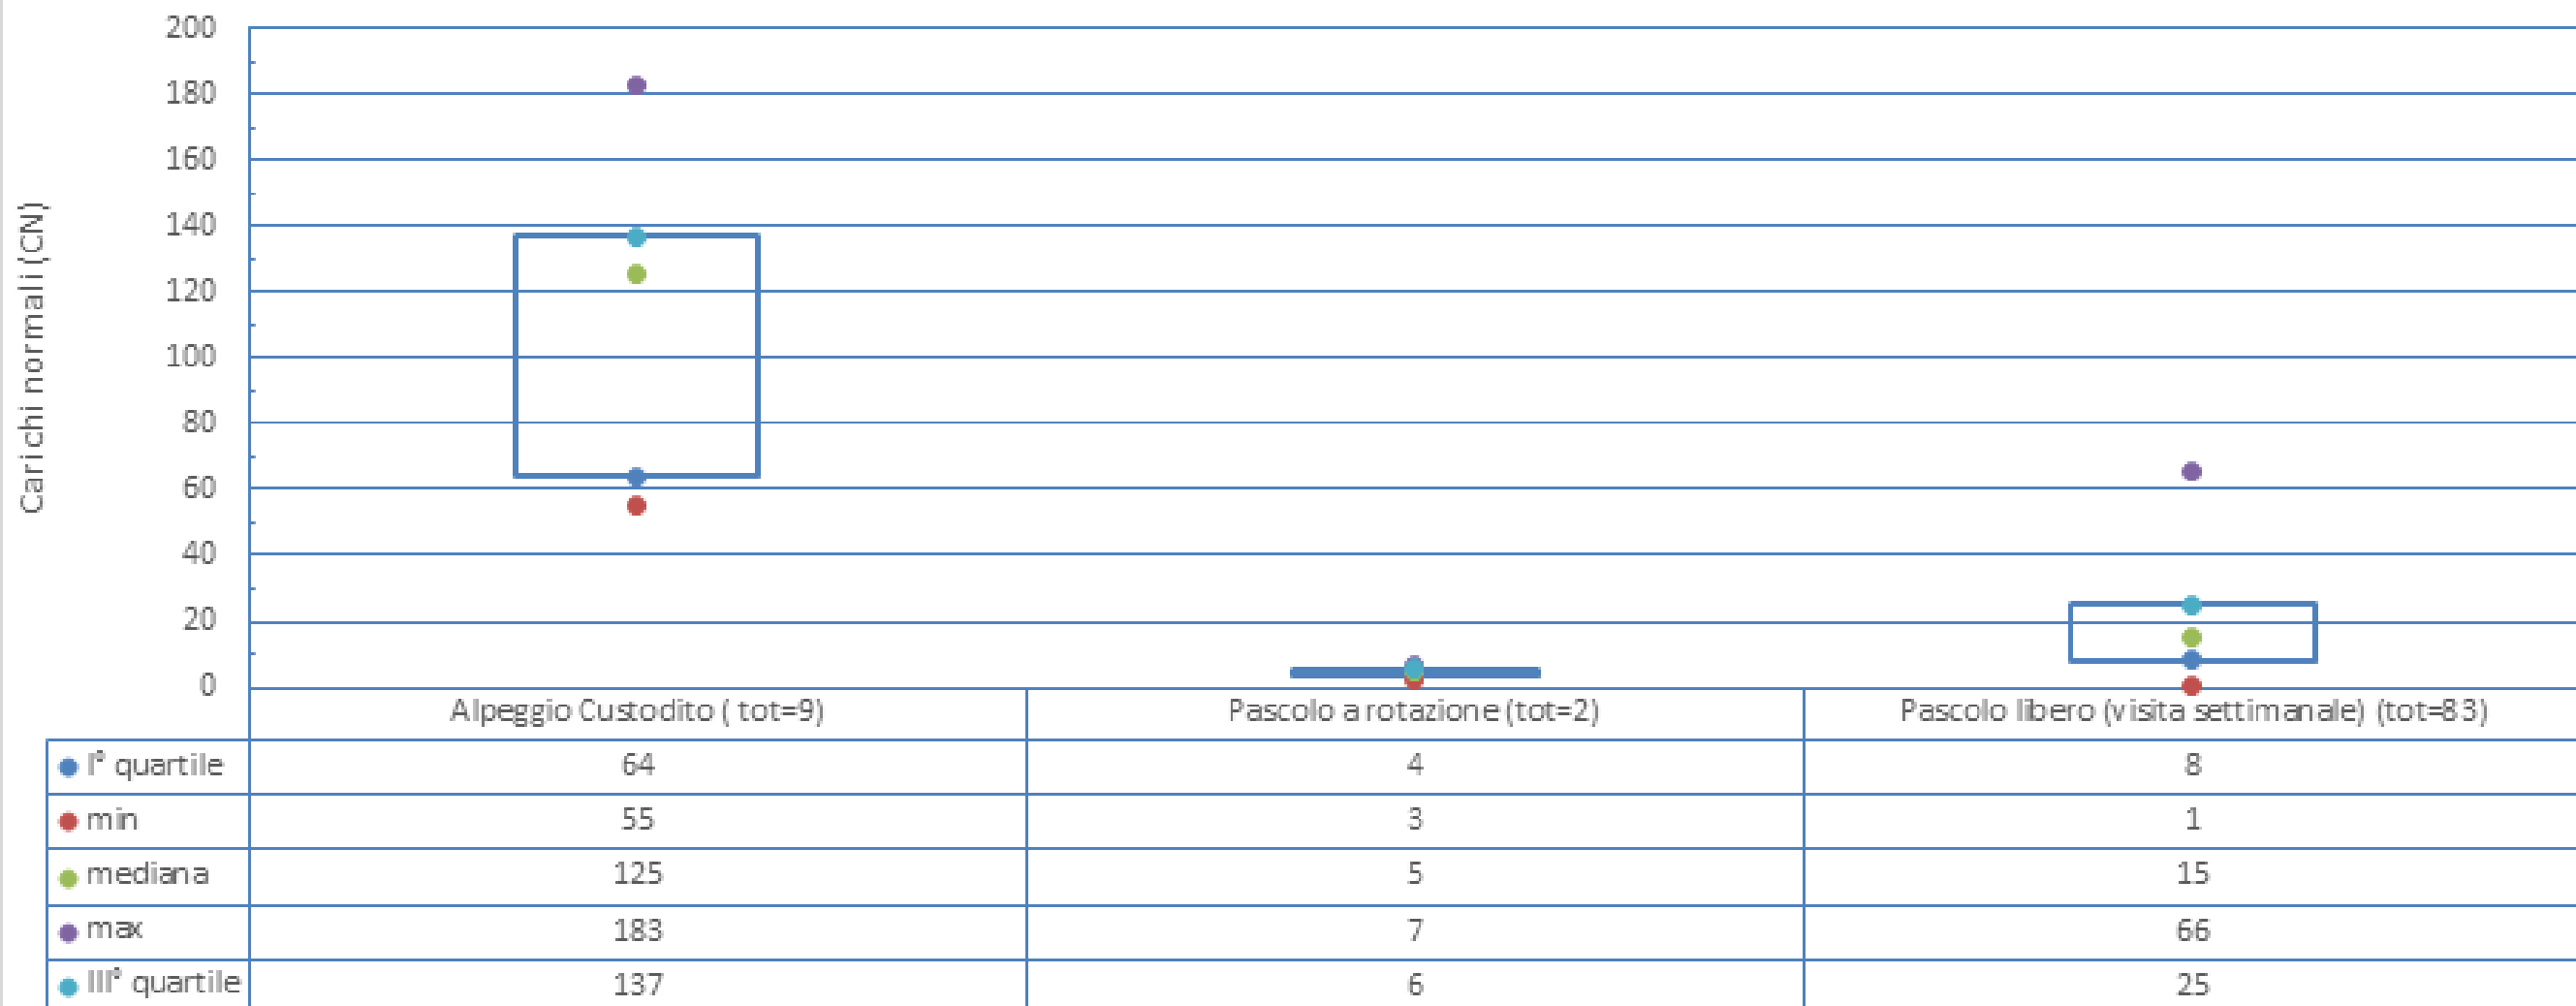 200
180
160
140
120
100
80
60
40
20
0
Carichi normali (CN)
Alpeggio Custodito ( tot=9)
Pascolo a rotazione (tot=2)
Pascolo libero (visita settimanale) (tot=83)
I° quartile 64 4 8
min 55 3 1
mediana 125 5 15
max 183 7 66
III° quartile 137 6 25